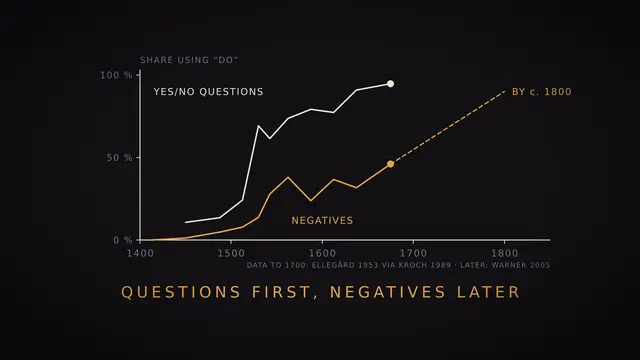 SHARE USING “DO”
100 %
YES/NO QUESTIONS
BY c. 1800
50 %
NEGATIVES
0 %
1400 1500 1600 1700 1800
DATA TO 1700: ELLEGÅRD 1953 VIA KROCH 1989 · LATER: WARNER 2005
QUESTIONS FIRST, NEGATIVES LATER